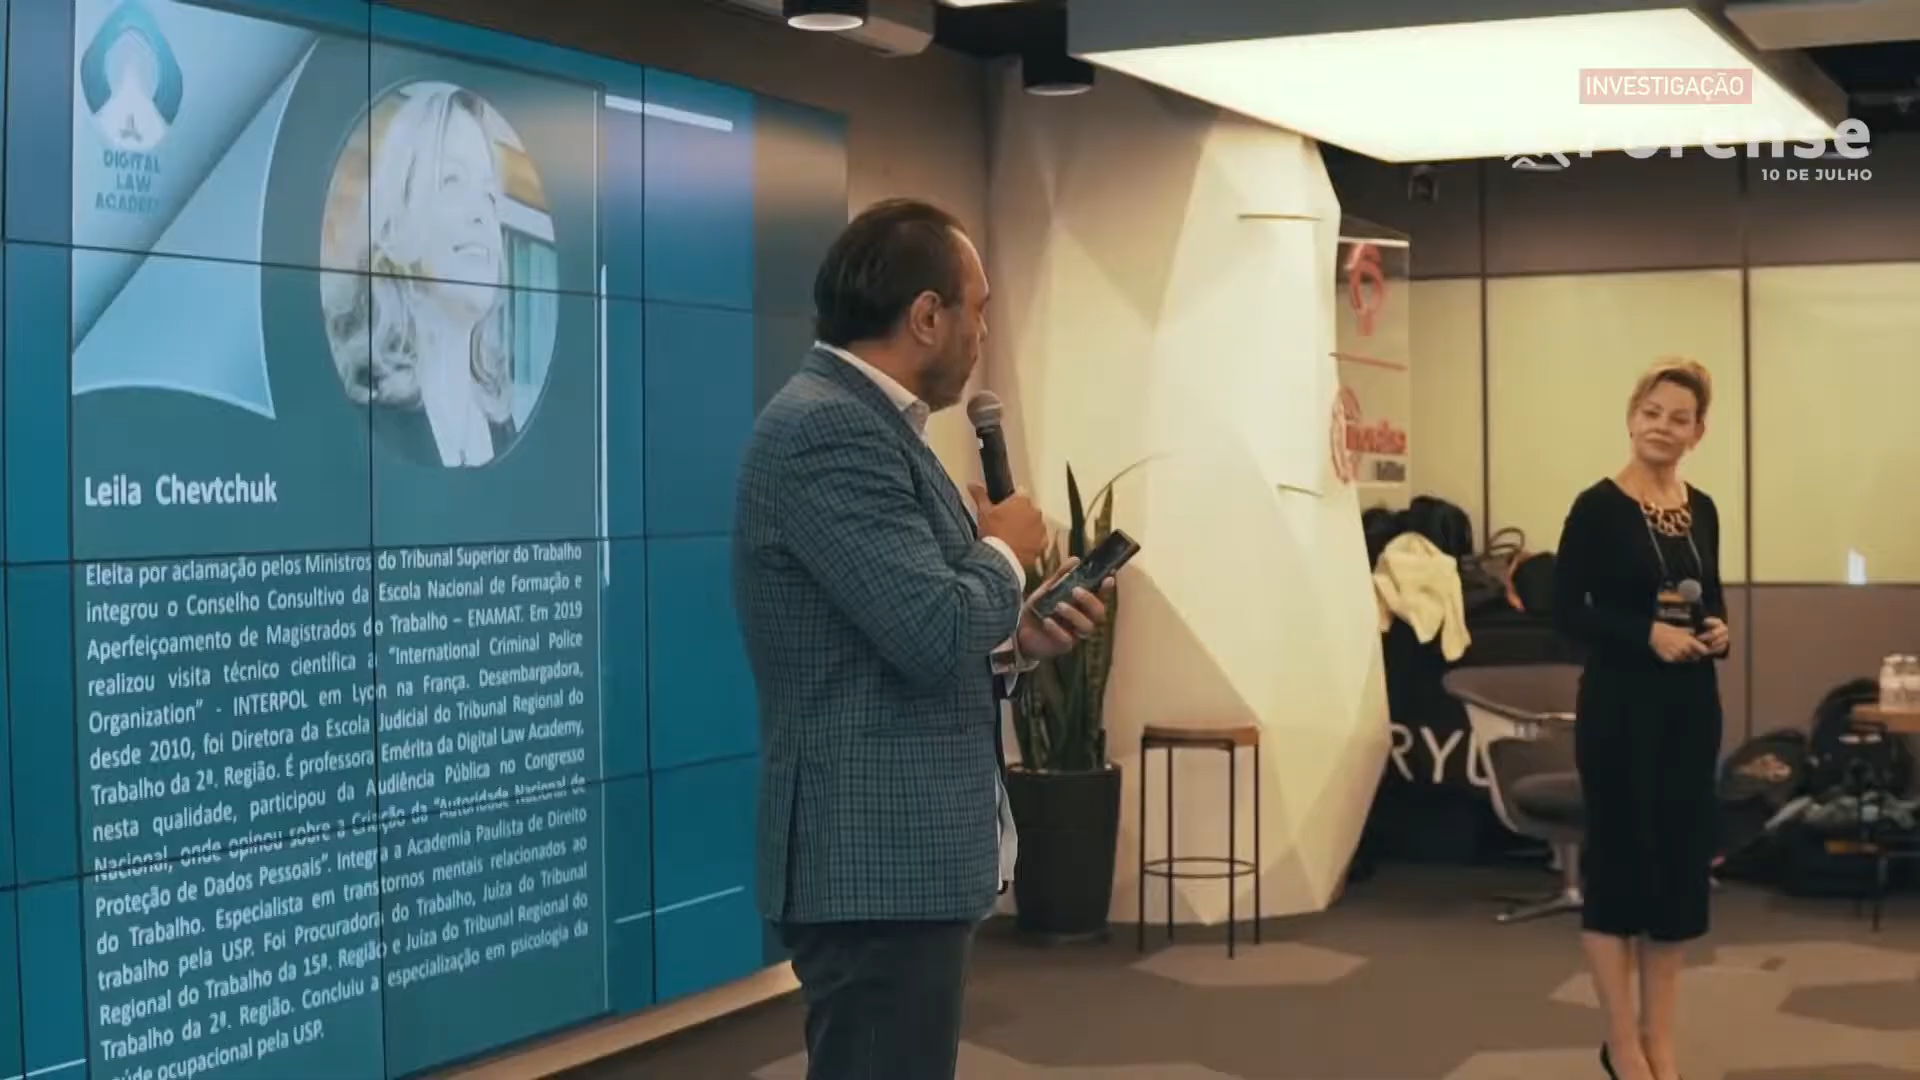 DIGITAL
LAW
ACADEMY
Leila Chevtchuk
Eleita por aclamação pelos Ministros do Tribunal Superior do Trabalho
integrou o Conselho Consultivo da Escola Nacional de Formação e
Aperfeiçoamento de Magistrados do Trabalho – ENAMAT. Em 2019
realizou visita técnico científica a "International Criminal Police
Organization" - INTERPOL em Lyon na França. Desembargadora,
desde 2010, foi Diretora da Escola Judicial do Tribunal Regional do
Trabalho da 2ª. Região. É professora Emérita da Digital Law Academy,
nesta qualidade, participou da Audiência Pública no Congresso
Nacional, onde opinou sobre a Criação da "Autoridade Nacional de
Proteção de Dados Pessoais". Integra a Academia Paulista de Direito
do Trabalho. Especialista em transtornos mentais relacionados ao
trabalho pela USP. Foi Procuradora do Trabalho, Juíza do Tribunal
Regional do Trabalho da 15ª. Região e Juíza do Tribunal Regional do
Trabalho da 2ª. Região. Concluiu a especialização em psicologia da
saúde ocupacional pela USP.
INVESTIGAÇÃO
Forense
10 DE JULHO